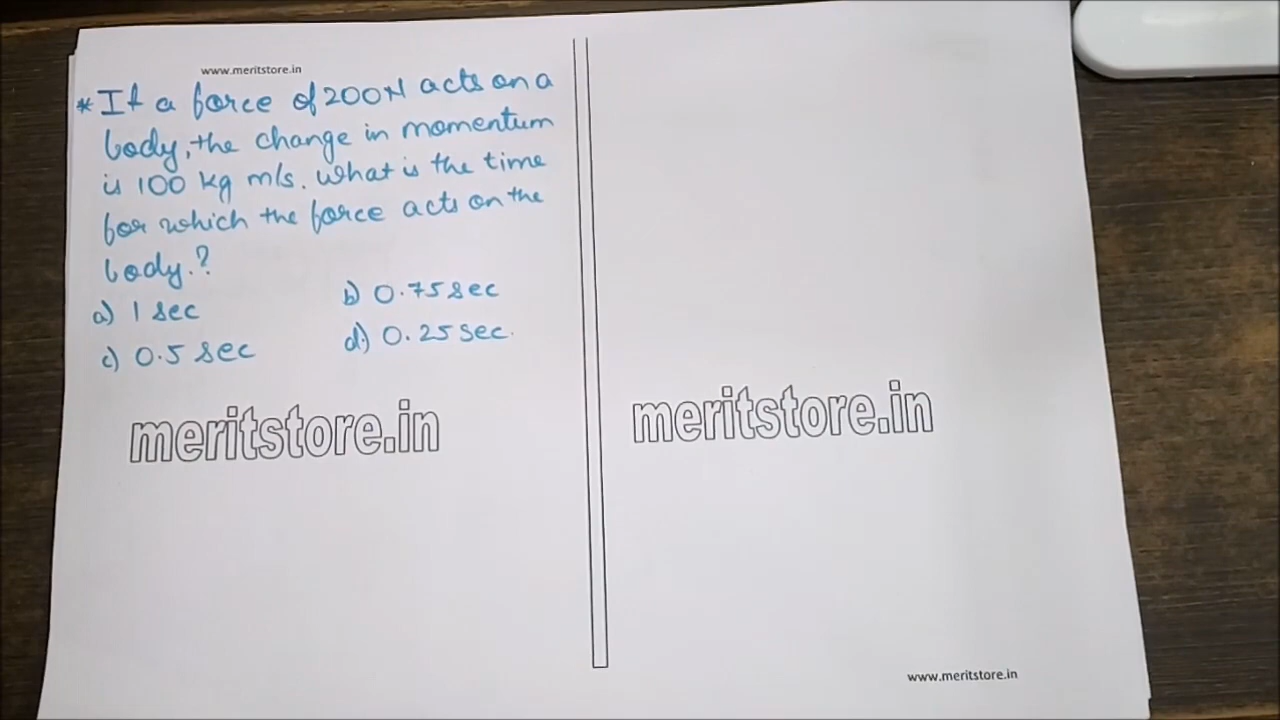 www.meritstore.in
* If a force of 200N acts on a
body, the change in momentum
is 100 kg m/s. What is the time
for which the force acts on the
body.?
a) 1 sec
b) 0.75 sec
c) 0.5 sec
d) 0.25 sec.
meritstore.in
meritstore.in
www.meritstore.in